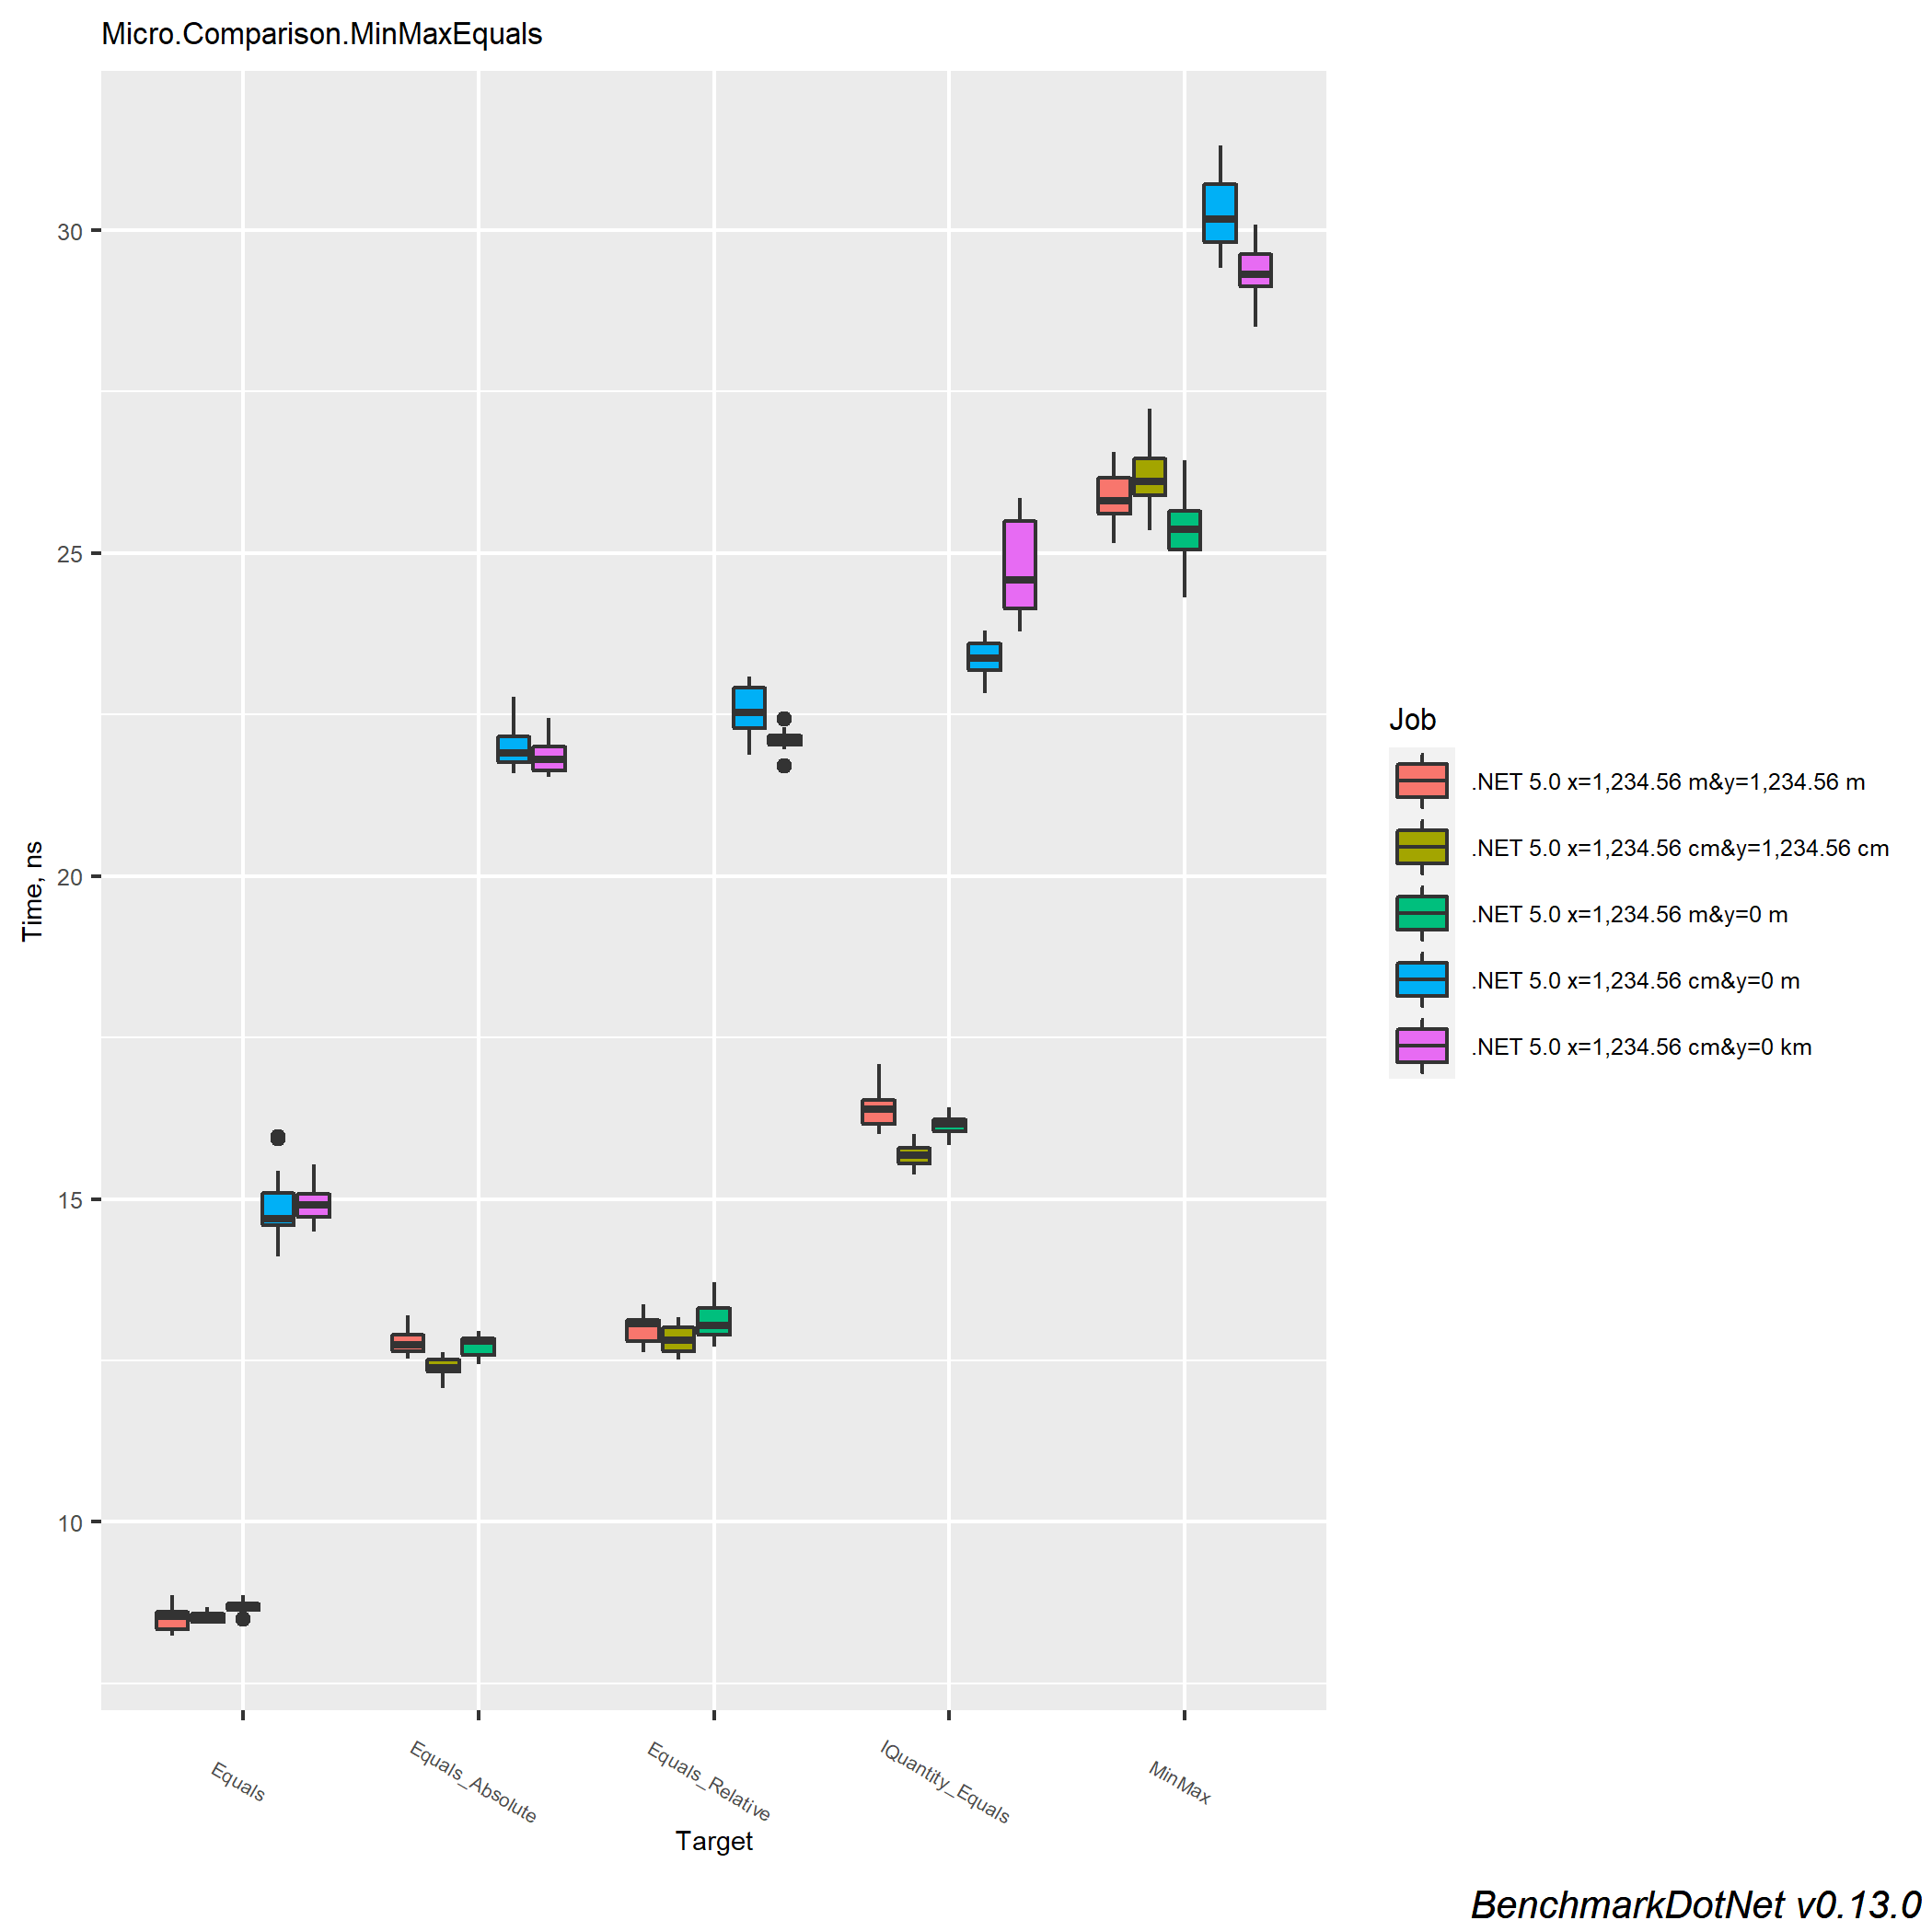 Micro.Comparison.MinMaxEquals
30
25
20
15
10
Time, ns
Equals
Equals_Absolute
Equals_Relative
IQuantity_Equals
MinMax
Target
Job
.NET 5.0 x=1,234.56 m&y=1,234.56 m
.NET 5.0 x=1,234.56 cm&y=1,234.56 cm
.NET 5.0 x=1,234.56 m&y=0 m
.NET 5.0 x=1,234.56 cm&y=0 m
.NET 5.0 x=1,234.56 cm&y=0 km
BenchmarkDotNet v0.13.0